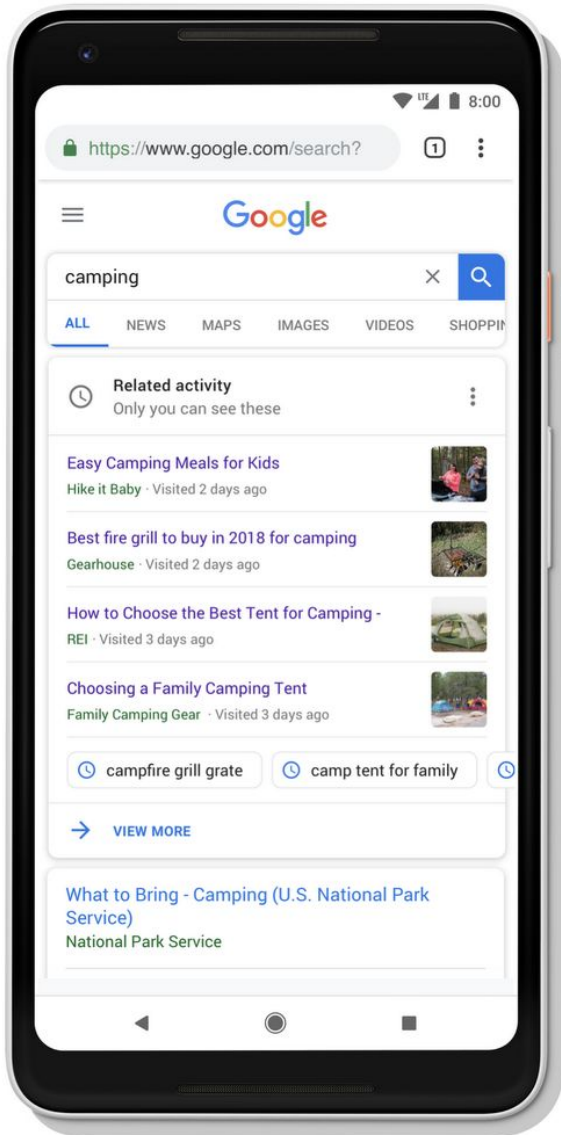 LTE 8:00
https://www.google.com/search? 1
Google
camping
ALL NEWS MAPS IMAGES VIDEOS SHOPPIN
Related activity
Only you can see these
Easy Camping Meals for Kids
Hike it Baby · Visited 2 days ago
Best fire grill to buy in 2018 for camping
Gearhouse · Visited 2 days ago
How to Choose the Best Tent for Camping -
REI · Visited 3 days ago
Choosing a Family Camping Tent
Family Camping Gear · Visited 3 days ago
campfire grill grate camp tent for family
VIEW MORE
What to Bring - Camping (U.S. National Park
Service)
National Park Service